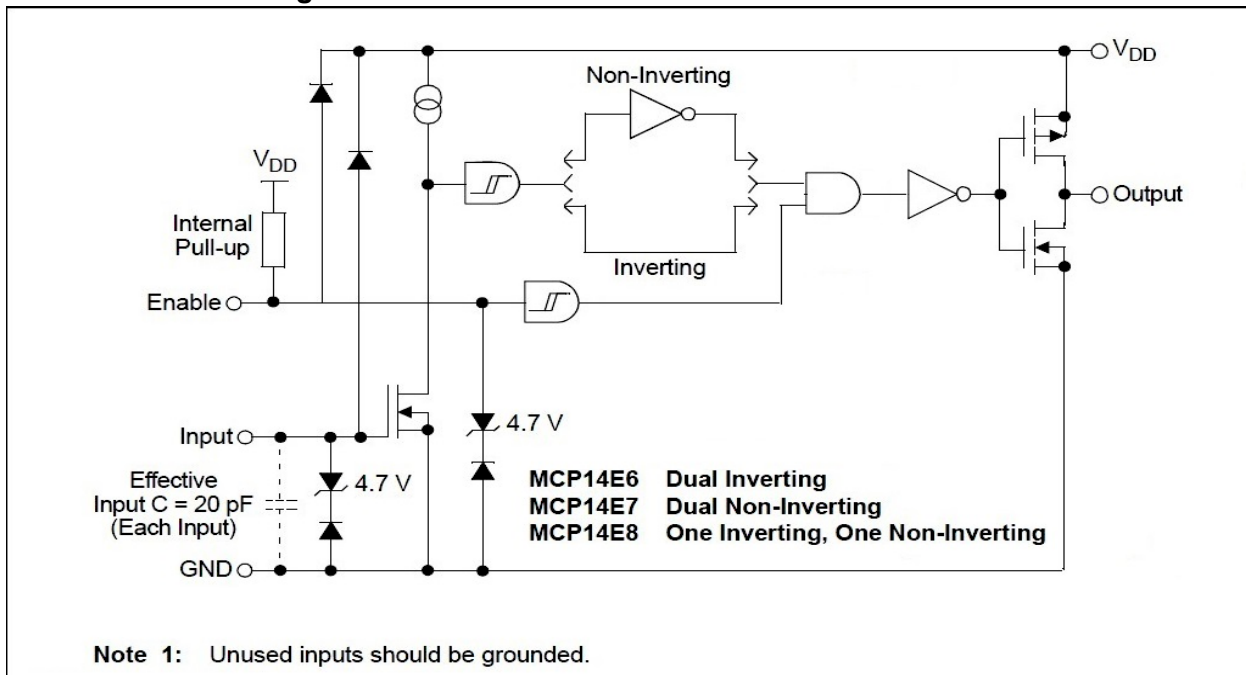 g
V_DD
Non-Inverting
V_DD
Internal
Pull-up
Output
Inverting
Enable
Input
4.7 V
4.7 V
Effective
Input C = 20 pF
(Each Input)
MCP14E6 Dual Inverting
MCP14E7 Dual Non-Inverting
MCP14E8 One Inverting, One Non-Inverting
GND
Note 1: Unused inputs should be grounded.